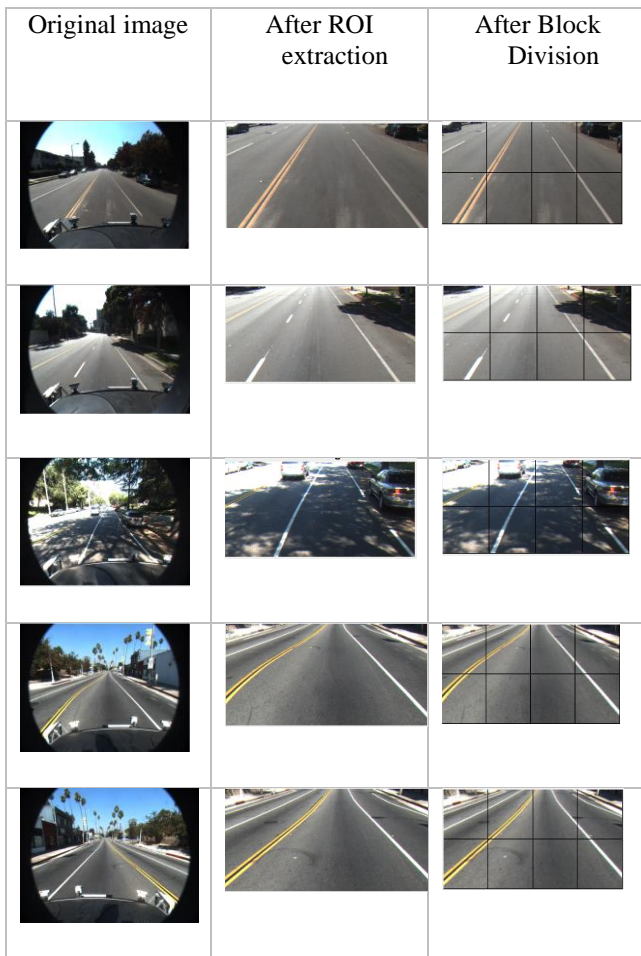 Original image
After ROI
extraction
After Block
Division